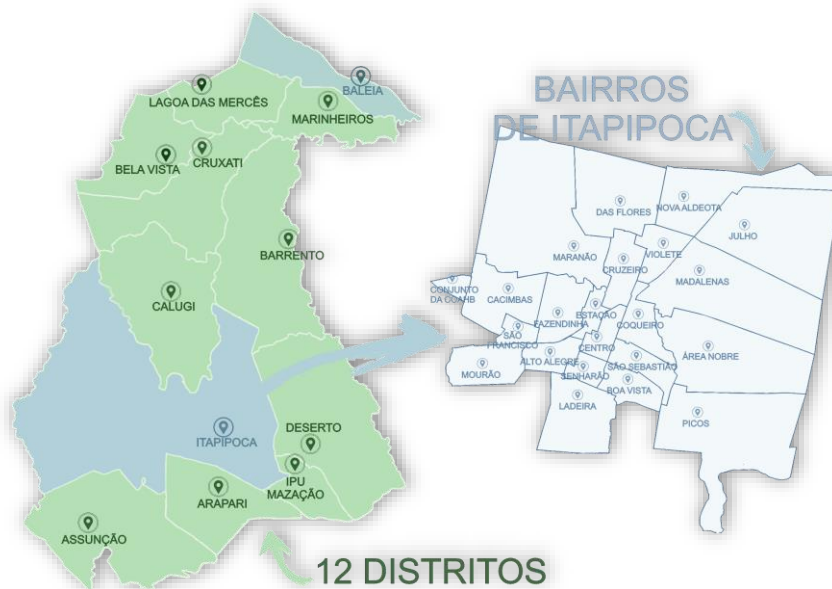 BALEIA
LAGOA DAS MERCÊS
MARINHEIROS
CRUXATI
BELA VISTA
BARRENTO
CALUGI
ITAPIPOCA
DESERTO
IPU
MAZAÇÃO
ARAPARI
ASSUNÇÃO
12 DISTRITOS
BAIRROS
DE ITAPIPOCA
DAS FLORES
NOVA ALDEOTA
JULHO
VIOLETE
MARANÃO
CRUZEIRO
MADALENAS
CONJUNTO
DA COAHB
CACIMBAS
ESTAÇÃO
FAZENDINHA
COQUEIRO
SÃO
FRANCISCO
CENTRO
ALTO ALEGRE
SÃO SEBASTIÃO
ÁREA NOBRE
MOURÃO
SENHARÃO
BOA VISTA
LADEIRA
PICOS